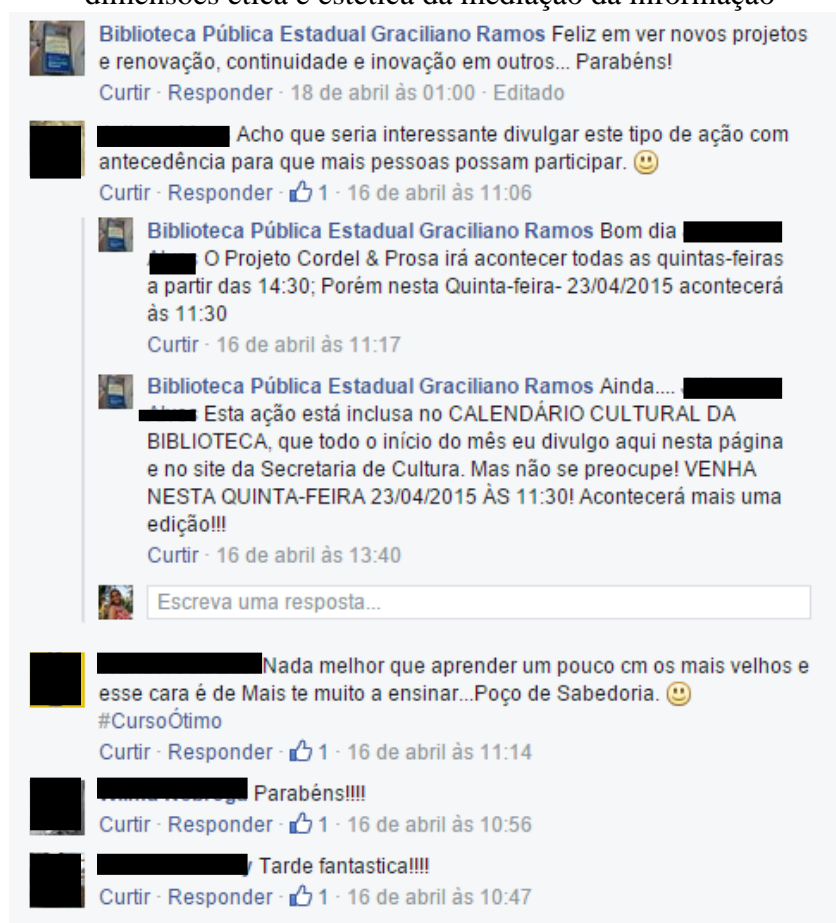 dimensões ética e estética da mediação da informação
Biblioteca Pública Estadual Graciliano Ramos Feliz em ver novos projetos
e renovação, continuidade e inovação em outros... Parabéns!
Curtir · Responder · 18 de abril às 01:00 · Editado
Acho que seria interessante divulgar este tipo de ação com
antecedência para que mais pessoas possam participar.
Curtir · Responder · 1 · 16 de abril às 11:06
Biblioteca Pública Estadual Graciliano Ramos Bom dia
O Projeto Cordel & Prosa irá acontecer todas as quintas-feiras
a partir das 14:30; Porém nesta Quinta-feira- 23/04/2015 acontecerá
às 11:30
Curtir · 16 de abril às 11:17
Biblioteca Pública Estadual Graciliano Ramos Ainda....
Esta ação está inclusa no CALENDÁRIO CULTURAL DA
BIBLIOTECA, que todo o início do mês eu divulgo aqui nesta página
e no site da Secretaria de Cultura. Mas não se preocupe! VENHA
NESTA QUINTA-FEIRA 23/04/2015 ÀS 11:30! Acontecerá mais uma
edição!!!
Curtir · 16 de abril às 13:40
Escreva uma resposta...
Nada melhor que aprender um pouco cm os mais velhos e
esse cara é de Mais te muito a ensinar...Poço de Sabedoria.
#CursoÓtimo
Curtir · Responder · 1 · 16 de abril às 11:14
Parabéns!!!!
Curtir · Responder · 1 · 16 de abril às 10:56
Tarde fantastica!!!!
Curtir · Responder · 1 · 16 de abril às 10:47